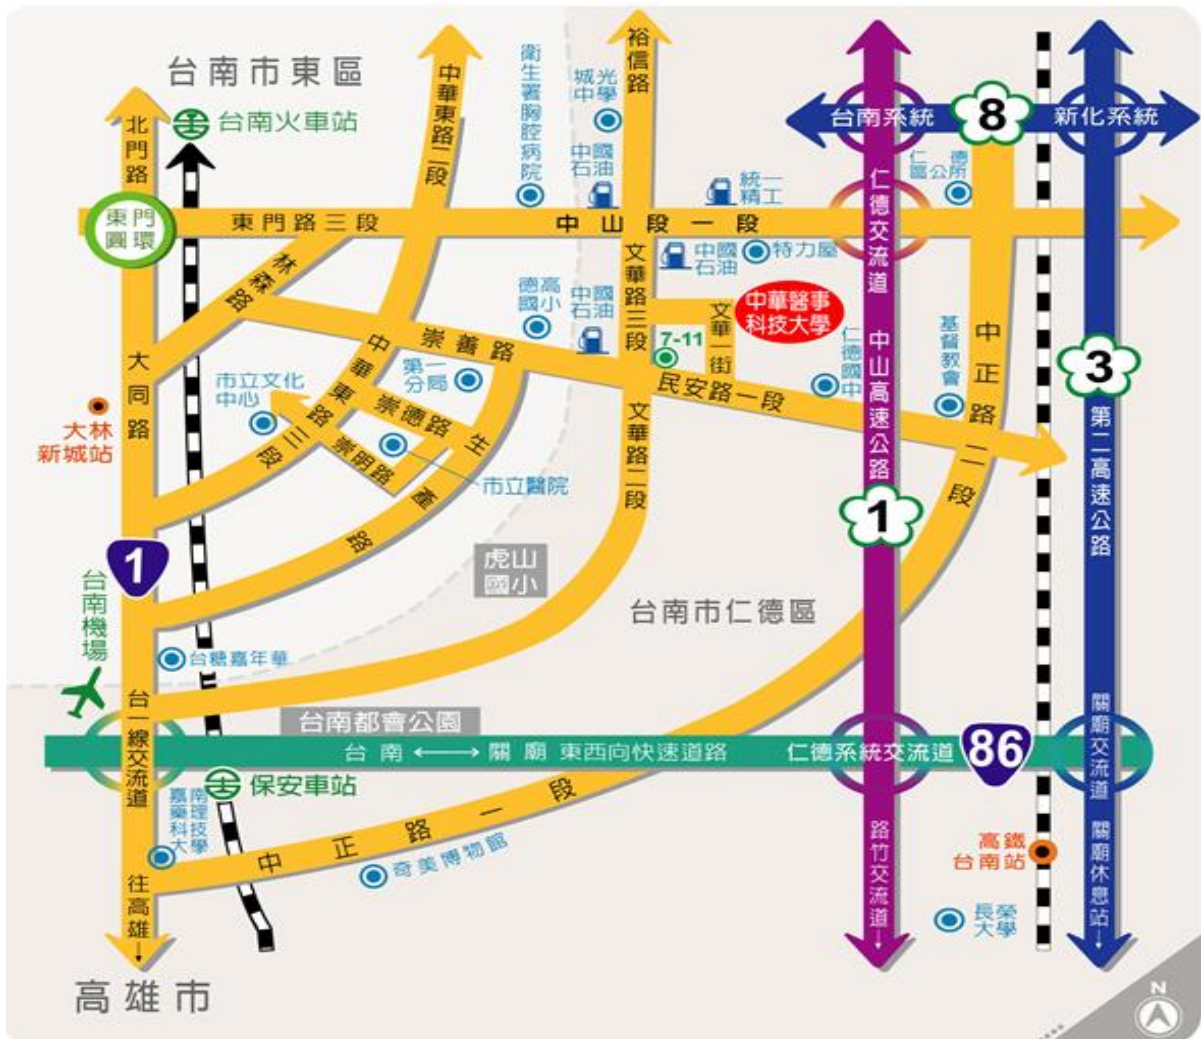 台南市東區
北門路
台南火車站
中華東路二段
衛生署胸腔病院
城光
中學
中國
石油
裕信路
統一
精工
台南系統
8
新化系統
仁德
區公所
仁德交流道
東門
圓環
東門路三段
中山段一段
中國
石油
特力屋
文華路三段
林森路
德高
國小
中國
石油
7-11
文華一街
中華醫事
科技大學
崇善路
民安路一段
仁德
國中
中山高速公路
基督教會
中正路二段
3
第二高速公路
大同路
大林
新城站
市立文化
中心
中華東路三段
第一
分局
崇德路
崇明路
市立醫院
生產路
文華路二段
1
1
台南機場
虎山
國小
台南市仁德區
台糖嘉年華
台一線交流道
台南都會公園
台南 ←→ 關廟 東西向快速道路
仁德系統交流道
86
關廟交流道
保安車站
嘉南
藥理
科技
大學
中正路一段
奇美博物館
往高雄↓
路竹交流道↓
高鐵
台南站
關廟休息站↓
長榮
大學
高雄市
N